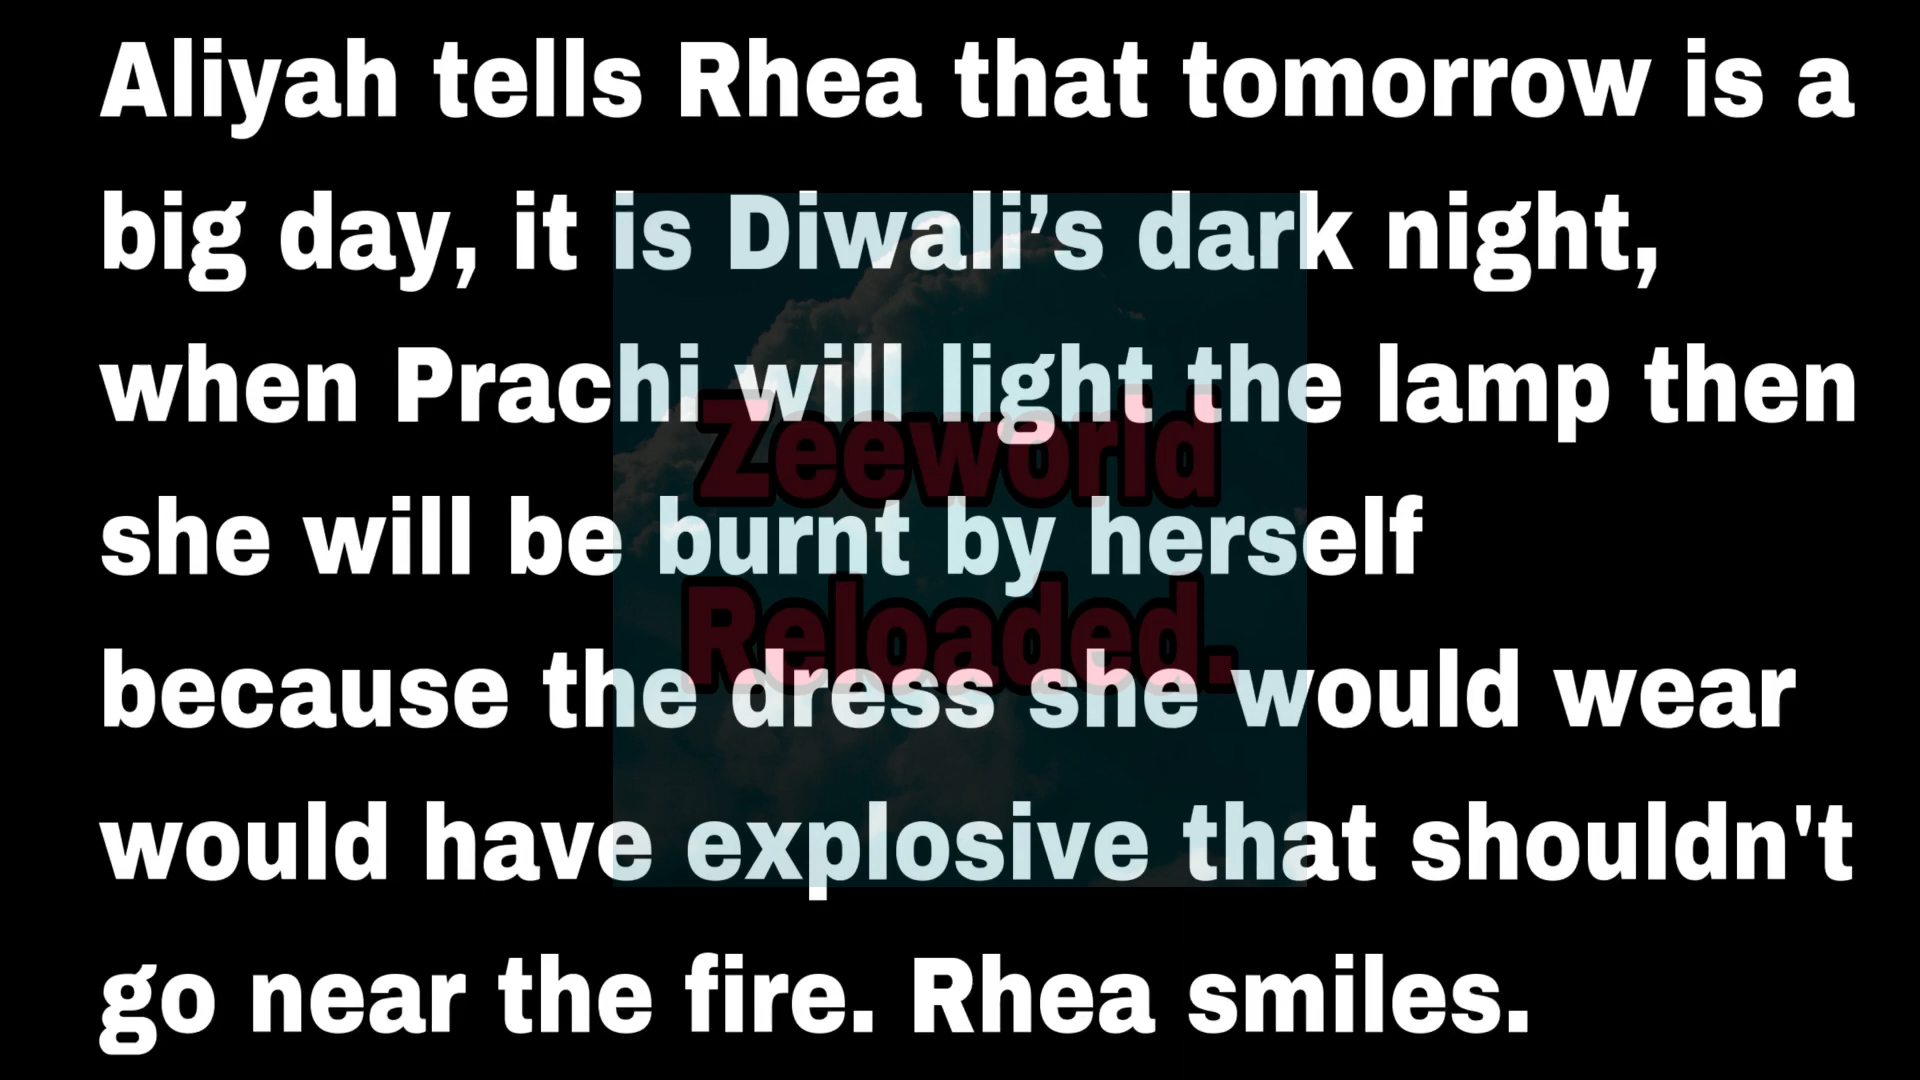 Aliyah tells Rhea that tomorrow is a
big day, it is Diwali’s dark night,
when Prachi will light the lamp then
Zeeworld
she will be burnt by herself
Reloaded.
because the dress she would wear
would have explosive that shouldn't
go near the fire. Rhea smiles.